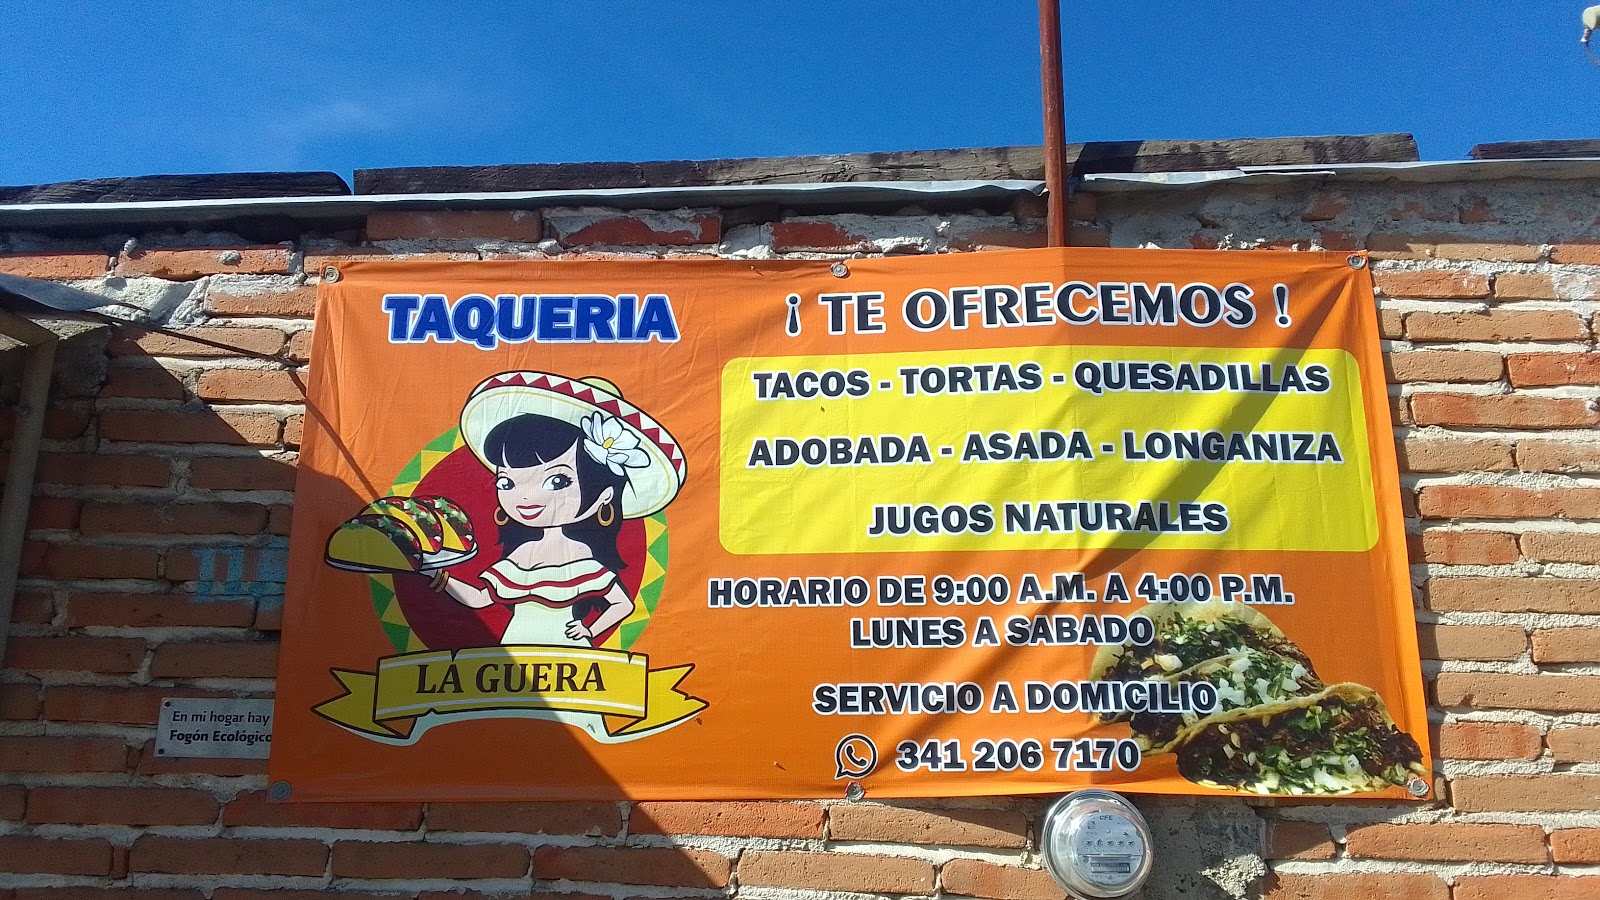 TAQUERIA
LA GUERA
¡ TE OFRECEMOS !
TACOS - TORTAS - QUESADILLAS
ADOBADA - ASADA - LONGANIZA
JUGOS NATURALES
HORARIO DE 9:00 A.M. A 4:00 P.M.
LUNES A SABADO
SERVICIO A DOMICILIO
341 206 7170
En mi hogar hay
Fogón Ecológico
CFE